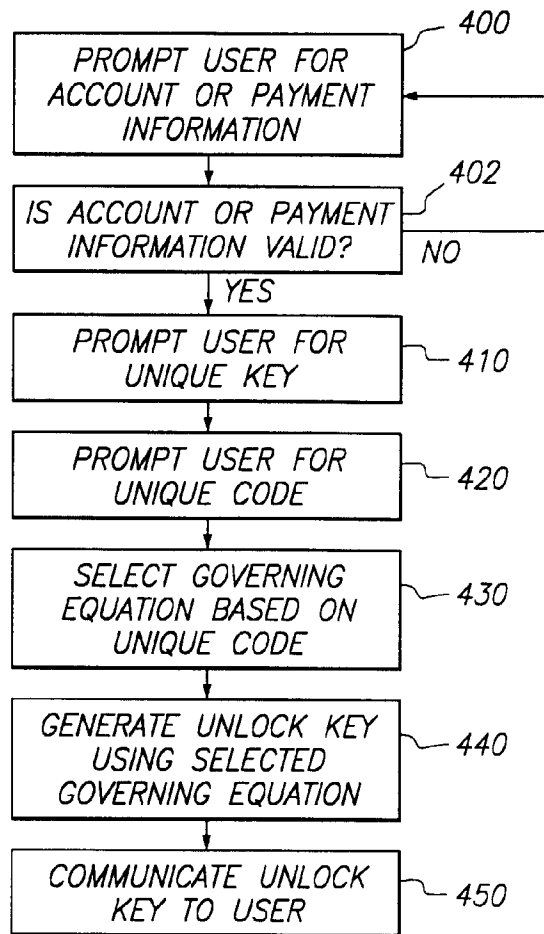 400
PROMPT USER FOR
ACCOUNT OR PAYMENT
INFORMATION
402
IS ACCOUNT OR PAYMENT
INFORMATION VALID?
NO
YES
PROMPT USER FOR
UNIQUE KEY
410
PROMPT USER FOR
UNIQUE CODE
420
SELECT GOVERNING
EQUATION BASED ON
UNIQUE CODE
430
GENERATE UNLOCK KEY
USING SELECTED
GOVERNING EQUATION
440
COMMUNICATE UNLOCK
KEY TO USER
450